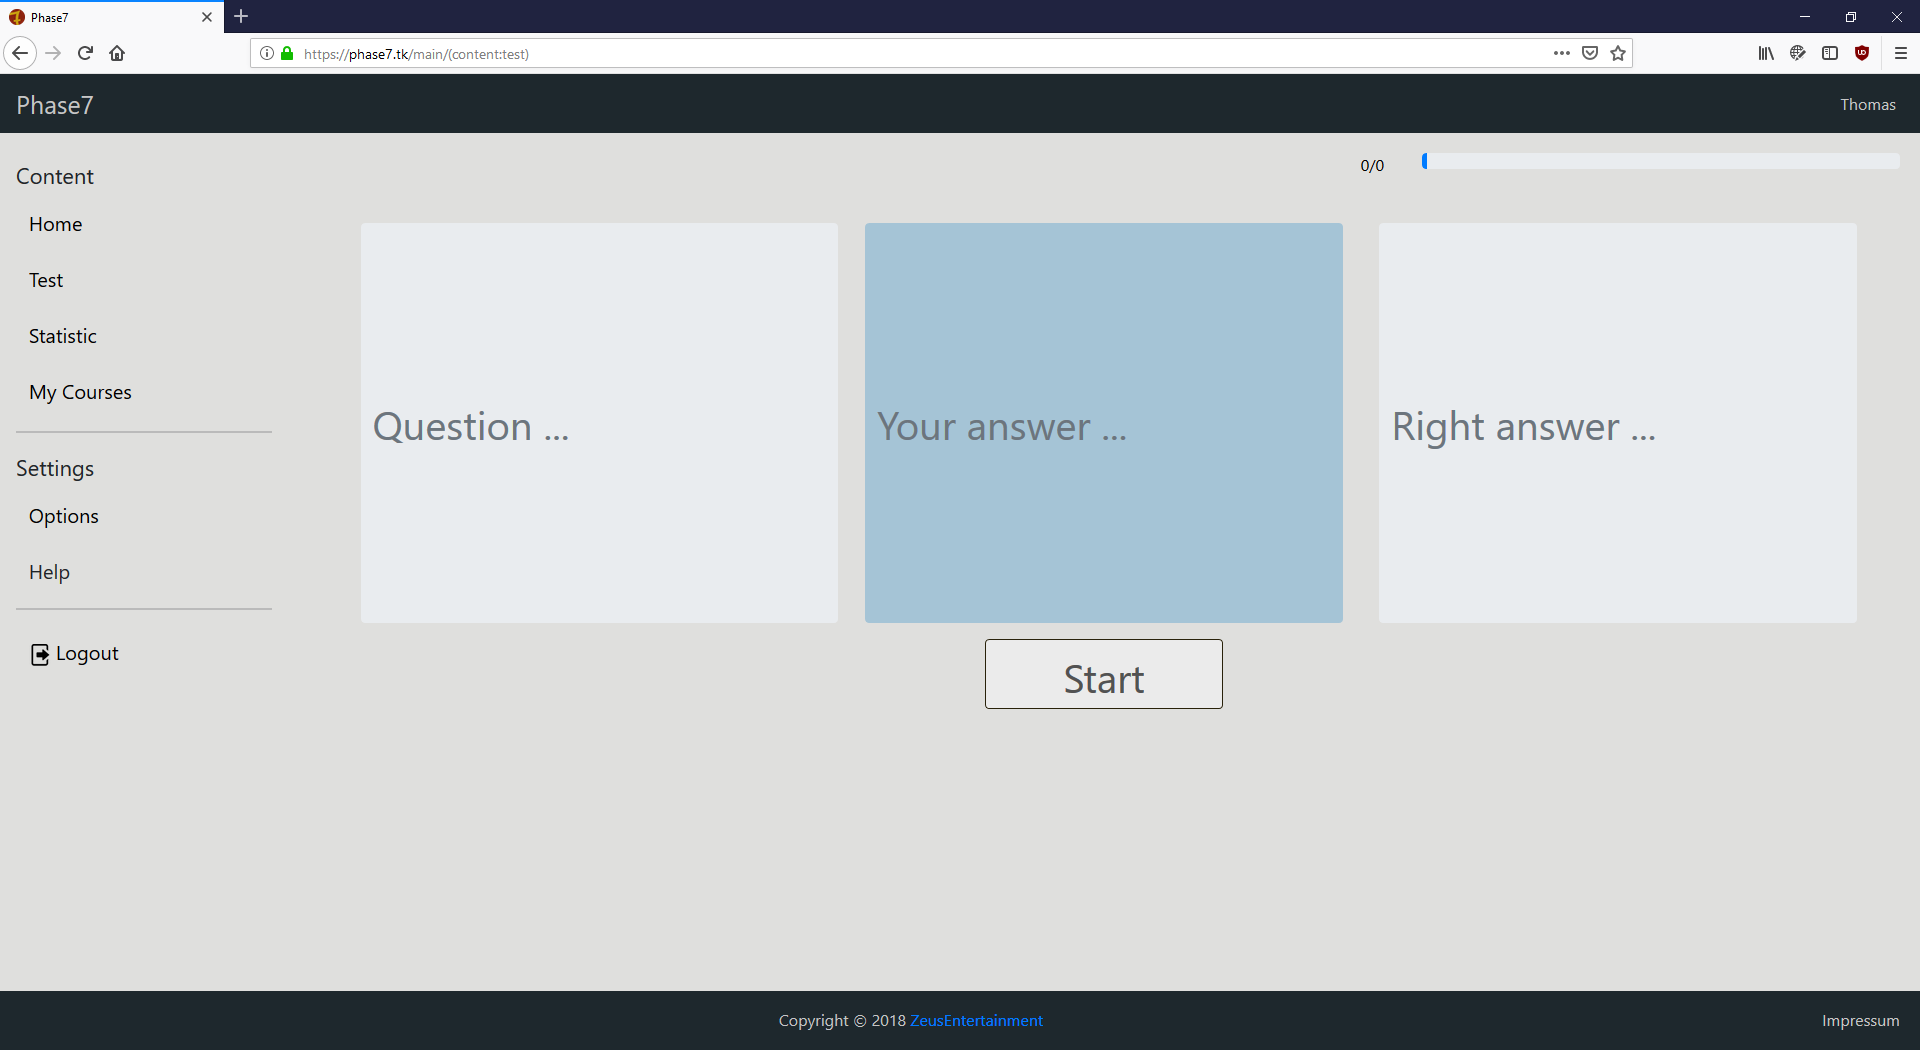 Phase7
https://phase7.tk/main/(content:test)
Phase7
Thomas
0/0
Content
Home
Test
Statistic
My Courses
Settings
Options
Help
Logout
Question ...
Your answer ...
Right answer ...
Start
Copyright © 2018 ZeusEntertainment
Impressum